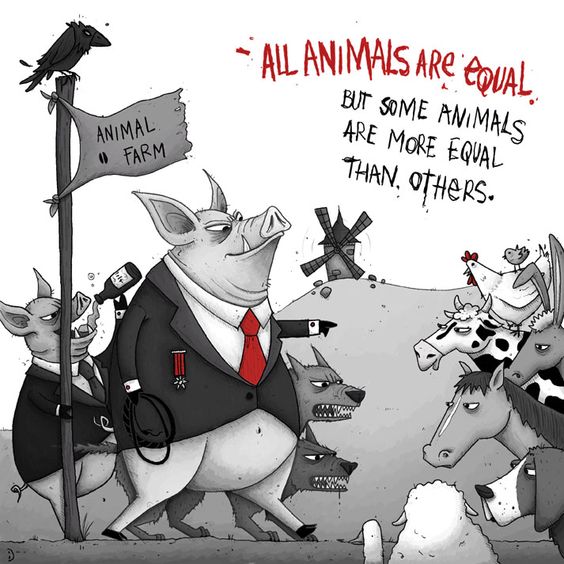 ALL ANIMALS ARE EQUAL.
BUT SOME ANIMALS
ARE MORE EQUAL
THAN. OTHERS.
ANIMAL
FARM